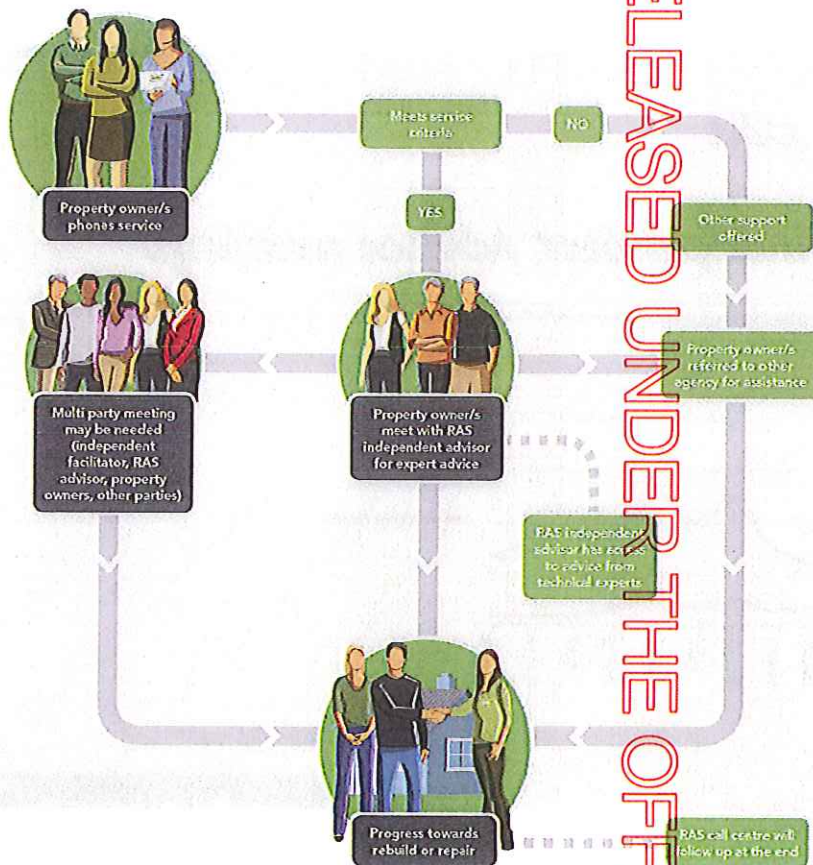 Property owner/s
phones service
Meets service
criteria
NO
YES
Other support
offered
Multi party meeting
may be needed
(independent
facilitator, RAS
advisor, property
owners, other parties)
Property owner/s
meet with RAS
independent advisor
for expert advice
Property owner/s
referred to other
agency for assistance
RAS independent
advisor has access
to advice from
technical experts
Progress towards
rebuild or repair
RAS call centre will
follow up at the end
ELEASED UNDER THE OFF